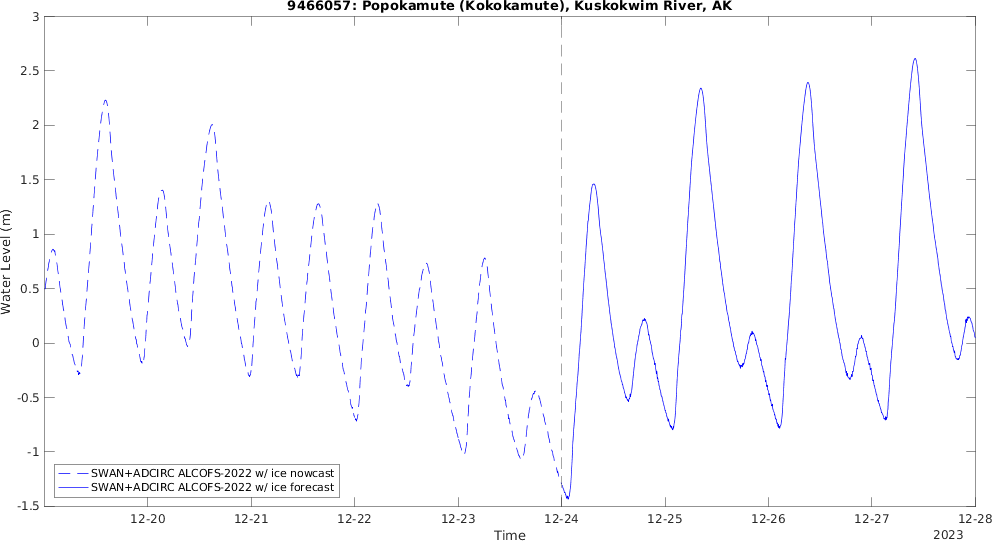 9466057: Popokamute (Kokokamute), Kuskokwim River, AK
3
2.5
2
1.5
1
0.5
0
-0.5
-1
-1.5
Water Level (m)
SWAN+ADCIRC ALCOFS-2022 w/ ice nowcast
SWAN+ADCIRC ALCOFS-2022 w/ ice forecast
12-20 12-21 12-22 12-23 12-24 12-25 12-26 12-27 12-28
Time
2023